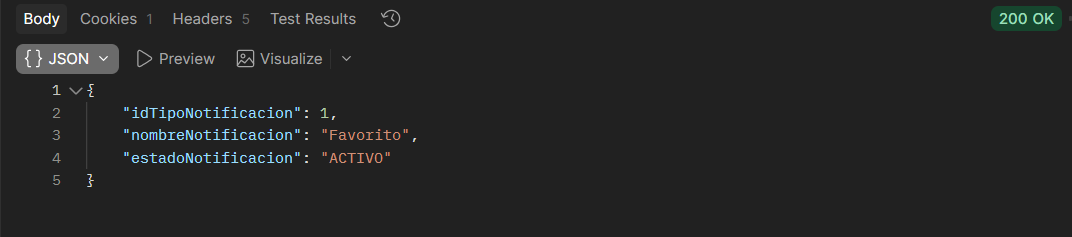 Body Cookies 1 Headers 5 Test Results 200 OK
{} JSON Preview Visualize
1 {
2 "idTipoNotificacion": 1,
3 "nombreNotificacion": "Favorito",
4 "estadoNotificacion": "ACTIVO"
5 }